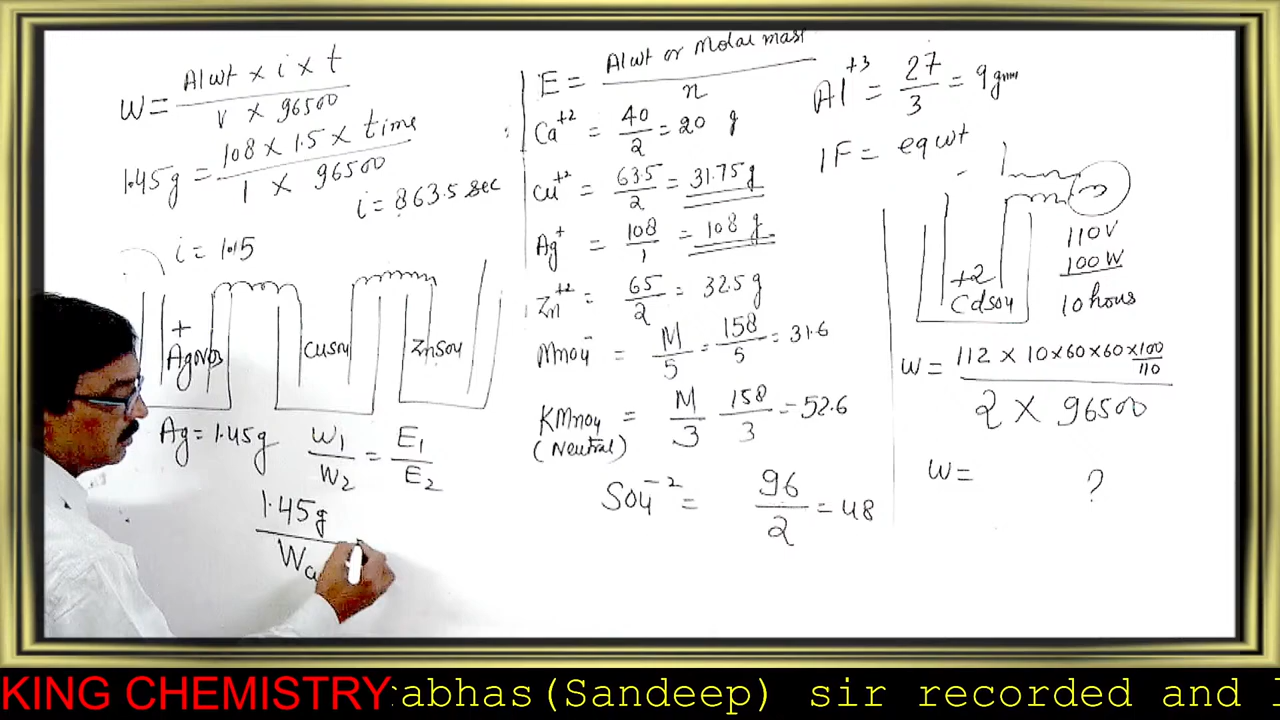 W = At wt × i × t / v × 96500
1.45g = 108 × 1.5 × time / 1 × 96500
i = 863.5 sec
i = 1.5
+
AgNO3
CuSO4
ZnSO4
Ag = 1.45g
W1 / W2 = E1 / E2
1.45g / Wcu
E = At wt or Molar mass / n
Ca+2 = 40/2 = 20 g
Cu+2 = 63.5/2 = 31.75 g
Ag+ = 108/1 = 108 g
Zn+2 = 65/2 = 32.5 g
MnO4- = M/5 = 158/5 = 31.6
KMnO4 = M/3 158/3 = 52.6
(Neutral)
SO4-2 = 96/2 = 48
Al+3 = 27/3 = 9 gm
1F = eq wt
110V
100W
10 hours
+2
CdSO4
W = 112 × 10×60×60×100/110 / 2 × 96500
W = ?
KING CHEMISTRY
rabhas(Sandeep) sir recorded and